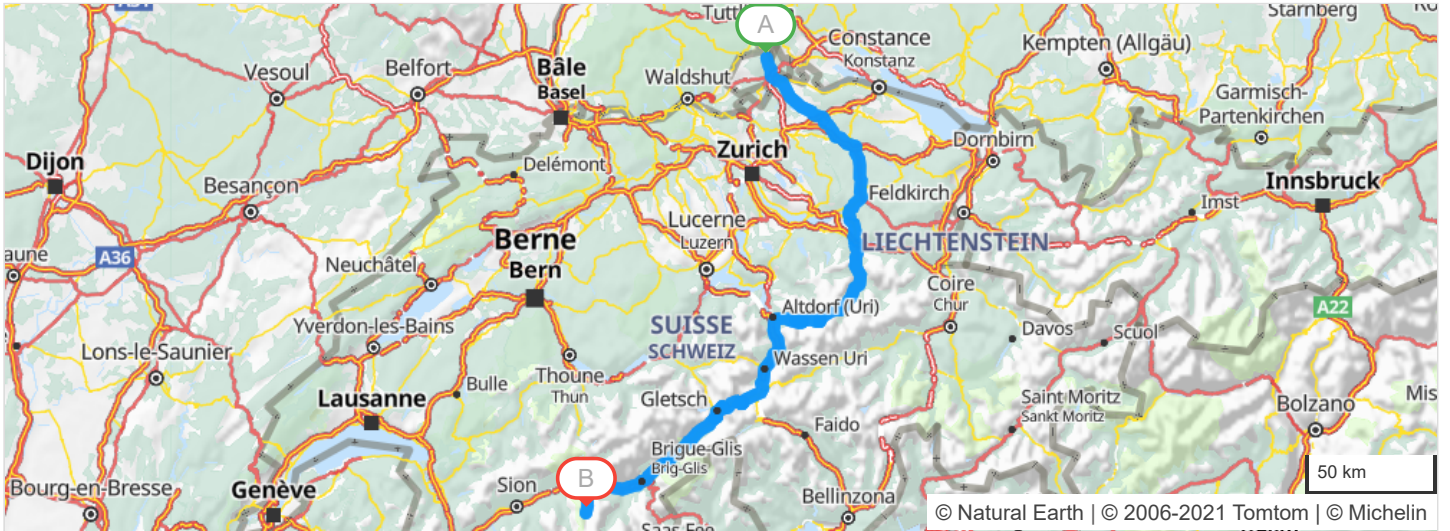 Starnberg
A
Constance
Konstanz
Kempten (Allgäu)
Vesoul
Belfort
Bâle
Basel
Waldshut
Garmisch-
Partenkirchen
Dornbirn
Dijon
Delémont
Zurich
Besançon
Feldkirch
Innsbruck
Imst
Lucerne
Luzern
Berne
Bern
LIECHTENSTEIN
A36
Neuchâtel
Coire
Chur
Altdorf (Uri)
A22
Yverdon-les-Bains
SUISSE
SCHWEIZ
Davos
Scuol
Lons-le-Saunier
Wassen Uri
Thoune
Thun
Bulle
Lausanne
Gletsch
Saint Moritz
Sankt Moritz
Bolzano
Faido
Brigue-Glis
Brig-Glis
50 km
B
Sion
Bourg-en-Bresse
Genève
Bellinzona
© Natural Earth | © 2006-2021 Tomtom | © Michelin